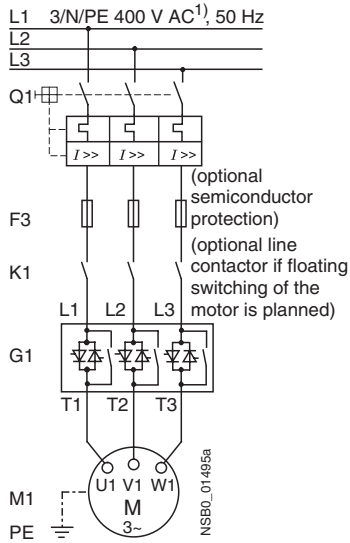 L1 3/N/PE 400 V AC1), 50 Hz
L2
L3
Q1
I >> I >> I >>
(optional
semiconductor
protection)
F3
(optional line
contactor if floating
switching of the
motor is planned)
K1
L1 L2 L3
G1
T1 T2 T3
U1 V1 W1
M
3~
M1
PE
NSB0_01495a